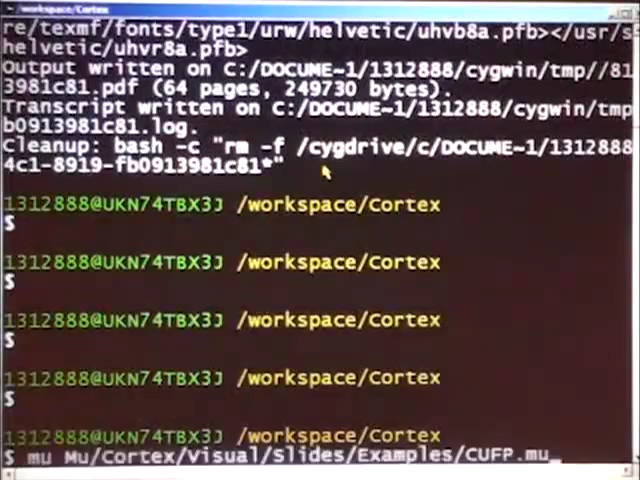 /workspace/Cortex
re/texmf/fonts/type1/urw/helvetic/uhvb8a.pfb></usr/s
helvetic/uhvr8a.pfb>
Output written on C:/DOCUME~1/1312888/cygwin/tmp//81
3981c81.pdf (64 pages, 249730 bytes).
Transcript written on C:/DOCUME~1/1312888/cygwin/tmp
b0913981c81.log.
Cleanup: bash -c "rm -f /cygdrive/c/DOCUME~1/1312888
4c1-8919-fb0913981c81*"
1312888@UKN74TBX3J /workspace/Cortex
$
1312888@UKN74TBX3J /workspace/Cortex
$
1312888@UKN74TBX3J /workspace/Cortex
$
1312888@UKN74TBX3J /workspace/Cortex
$
1312888@UKN74TBX3J /workspace/Cortex
$ mu Mu/Cortex/Visual/Slides/Examples/CUFP.mu_